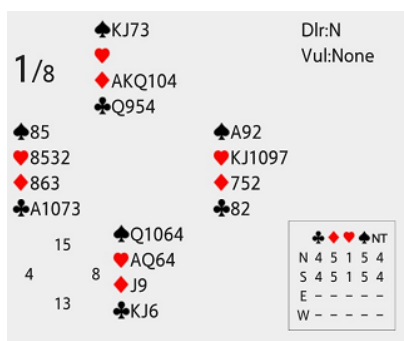 ♠KJ73
♥
♦AKQ104
♣Q954
Dlr:N
Vul:None
1/8
♠85
♥8532
♦863
♣A1073
♠A92
♥KJ1097
♦752
♣82
♠Q1064
♥AQ64
♦J9
♣KJ6
15
4 8
13
♣ ♦ ♥ ♠ NT
N 4 5 1 5 4
S 4 5 1 5 4
E - - - - -
W - - - - -